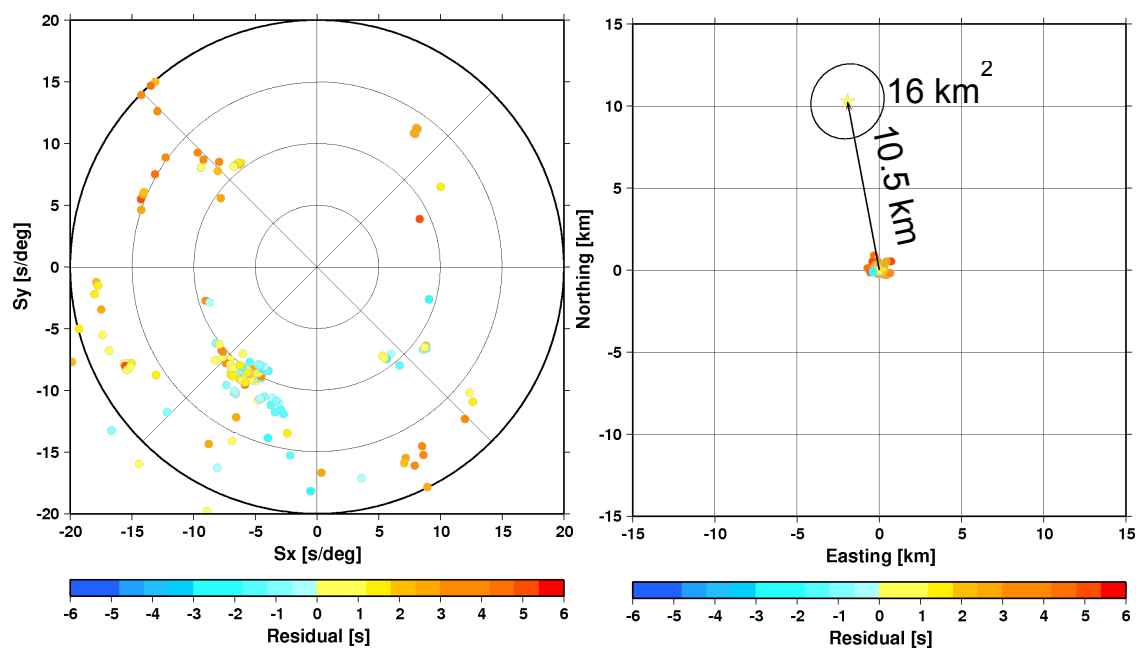 20
15
10
5
0
-5
-10
-15
-20
Sy [s/deg]
-20 -15 -10 -5 0 5 10 15 20
Sx [s/deg]
-6 -5 -4 -3 -2 -1 0 1 2 3 4 5 6
Residual [s]
15
10
5
0
-5
-10
-15
Northing [km]
16 km²
10.5 km
-15 -10 -5 0 5 10 15
Easting [km]
-6 -5 -4 -3 -2 -1 0 1 2 3 4 5 6
Residual [s]